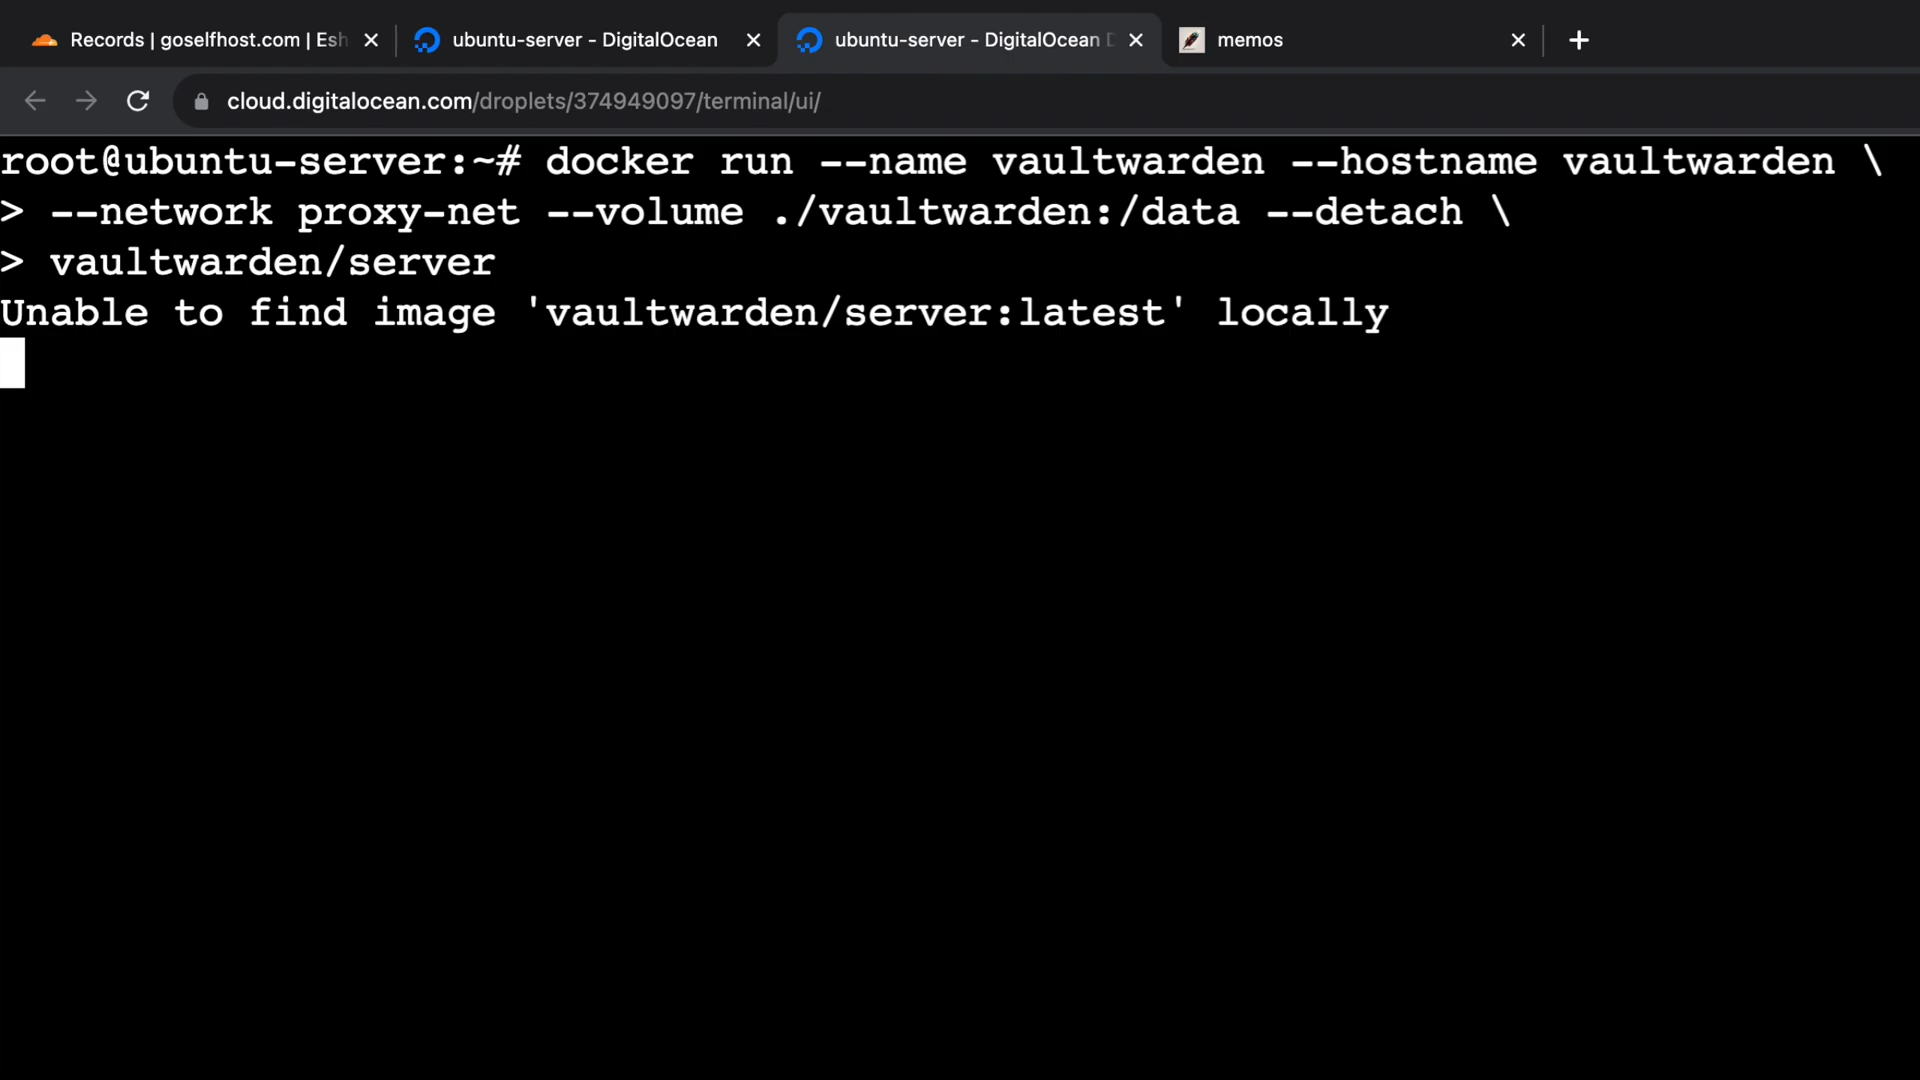 Records | goselfhost.com | Esh
ubuntu-server - DigitalOcean
ubuntu-server - DigitalOcean D
memos
cloud.digitalocean.com/droplets/374949097/terminal/ui/
root@ubuntu-server:~# docker run --name vaultwarden --hostname vaultwarden \
> --network proxy-net --volume ./vaultwarden:/data --detach \
> vaultwarden/server
Unable to find image 'vaultwarden/server:latest' locally